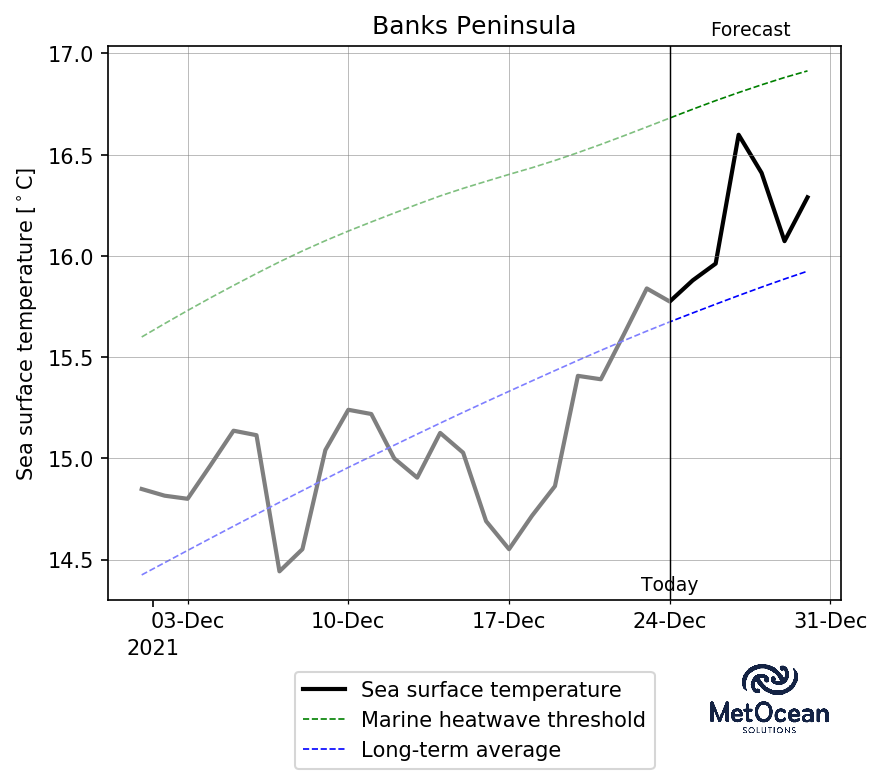 Banks Peninsula
Forecast
Sea surface temperature [°C]
17.0
16.5
16.0
15.5
15.0
14.5
Today
03-Dec 10-Dec 17-Dec 24-Dec 31-Dec
2021
Sea surface temperature
Marine heatwave threshold
Long-term average
MetOcean
SOLUTIONS